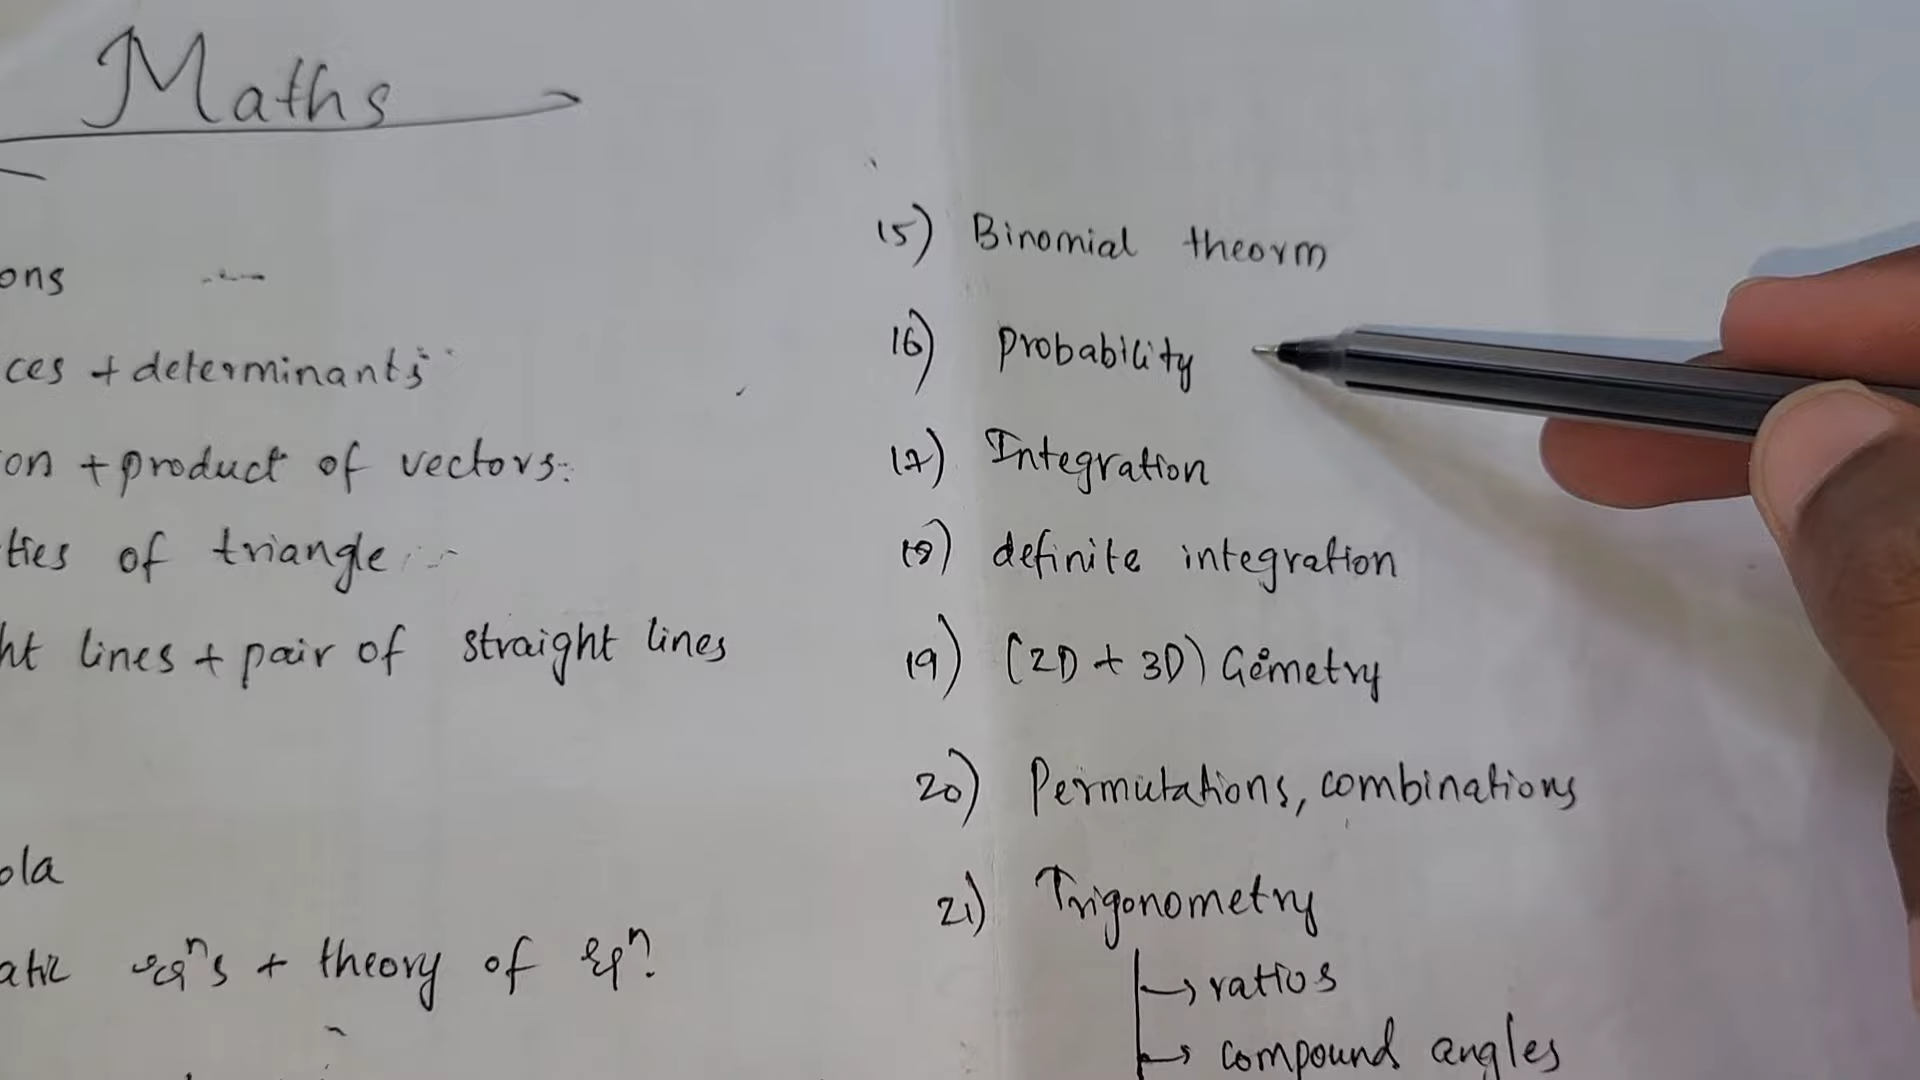 Maths
ons
ces + determinants
on + product of vectors.
ties of triangle
ht lines + pair of straight lines
ola
atic eqⁿs + theory of eqⁿ.
15) Binomial theorm
16) Probability
17) Integration
18) definite integration
19) (2D + 3D) Geometry
20) Permutations, combinations
21) Trigonometry
→ ratios
→ compound angles